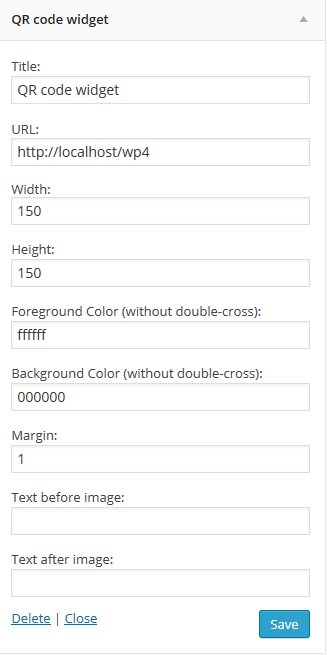 QR code widget
Title:
QR code widget
URL:
http://localhost/wp4
Width:
150
Height:
150
Foreground Color (without double-cross):
ffffff
Background Color (without double-cross):
000000
Margin:
1
Text before image:
Text after image:
Delete | Close
Save